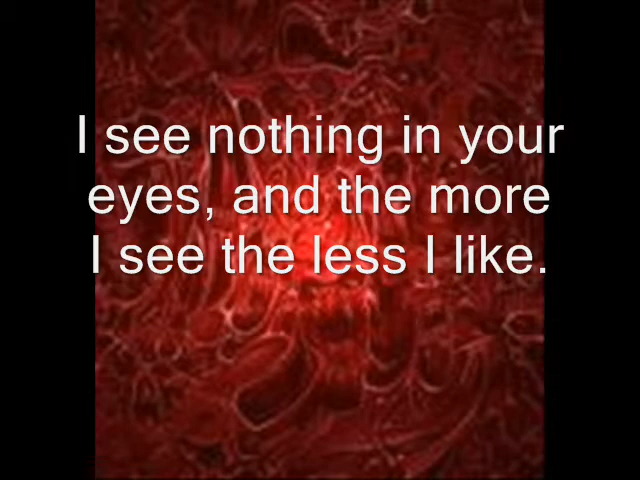 I see nothing in your
eyes, and the more
I see the less I like.